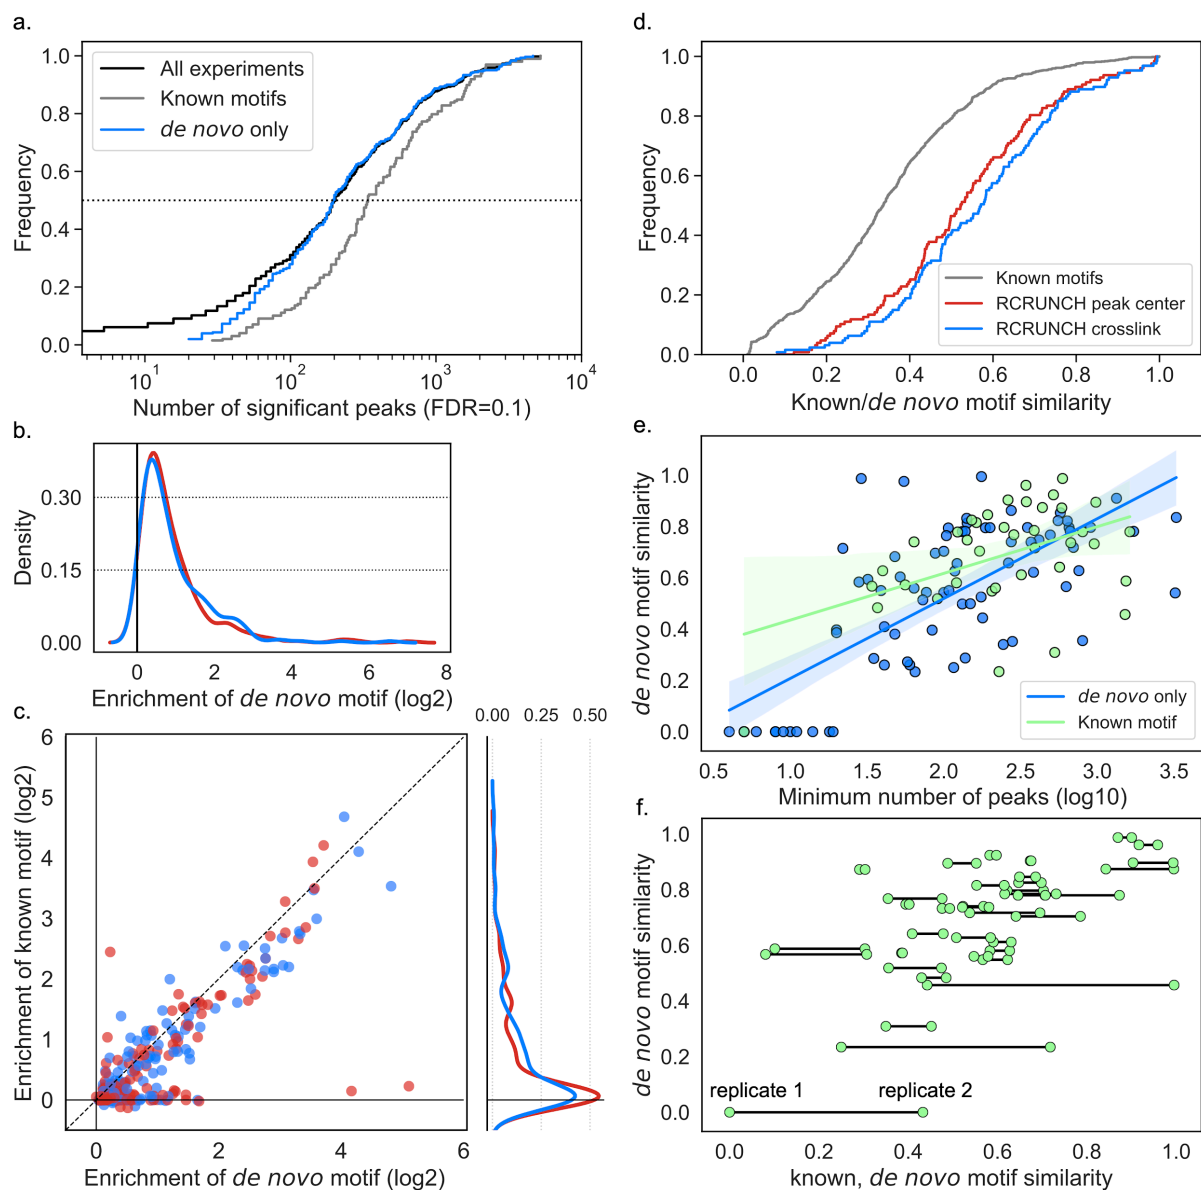 a.
1.0
0.8
0.6
0.4
0.2
0.0
Frequency
All experiments
Known motifs
de novo only
10^1
10^2
10^3
10^4
Number of significant peaks (FDR=0.1)
b.
0.30
0.15
0.00
Density
0
2
4
6
8
Enrichment of de novo motif (log2)
c.
6
5
4
3
2
1
0
Enrichment of known motif (log2)
0
2
4
6
Enrichment of de novo motif (log2)
0.00
0.25
0.50
d.
1.0
0.8
0.6
0.4
0.2
0.0
Frequency
Known motifs
RCRUNCH peak center
RCRUNCH crosslink
0.0
0.2
0.4
0.6
0.8
1.0
Known/de novo motif similarity
e.
1.0
0.8
0.6
0.4
0.2
0.0
de novo motif similarity
de novo only
Known motif
0.5
1.0
1.5
2.0
2.5
3.0
3.5
Minimum number of peaks (log10)
f.
1.0
0.8
0.6
0.4
0.2
0.0
de novo motif similarity
replicate 1
replicate 2
0.0
0.2
0.4
0.6
0.8
1.0
known, de novo motif similarity